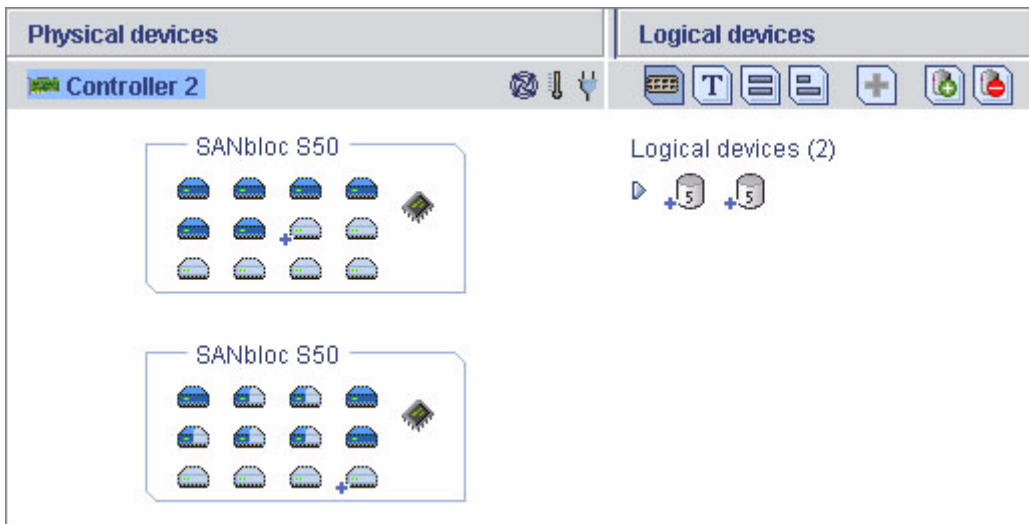 Physical devices
Logical devices
Controller 2
T
SANbloc S50
Logical devices (2)
5 5
SANbloc S50